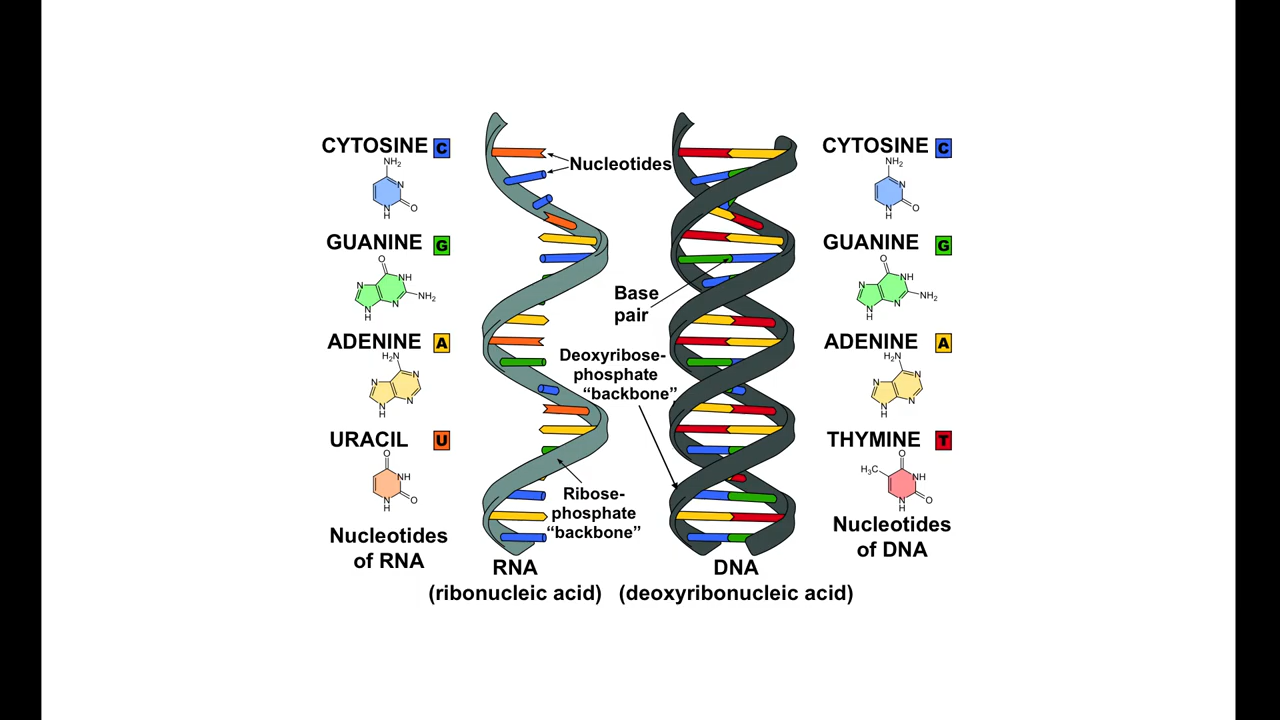 CYTOSINE C
NH2
N
N
H
O
GUANINE G
O
N
NH
N
H
N
NH2
ADENINE A
H2N
N
N
N
H
N
URACIL U
O
NH
N
H
O
Nucleotides
of RNA
Nucleotides
Base
pair
Deoxyribose-
phosphate
“backbone”
Ribose-
phosphate
“backbone”
RNA
(ribonucleic acid)
DNA
(deoxyribonucleic acid)
CYTOSINE C
NH2
N
N
H
O
GUANINE G
O
N
NH
N
H
N
NH2
ADENINE A
H2N
N
N
N
H
N
THYMINE T
O
H3C
NH
N
H
O
Nucleotides
of DNA